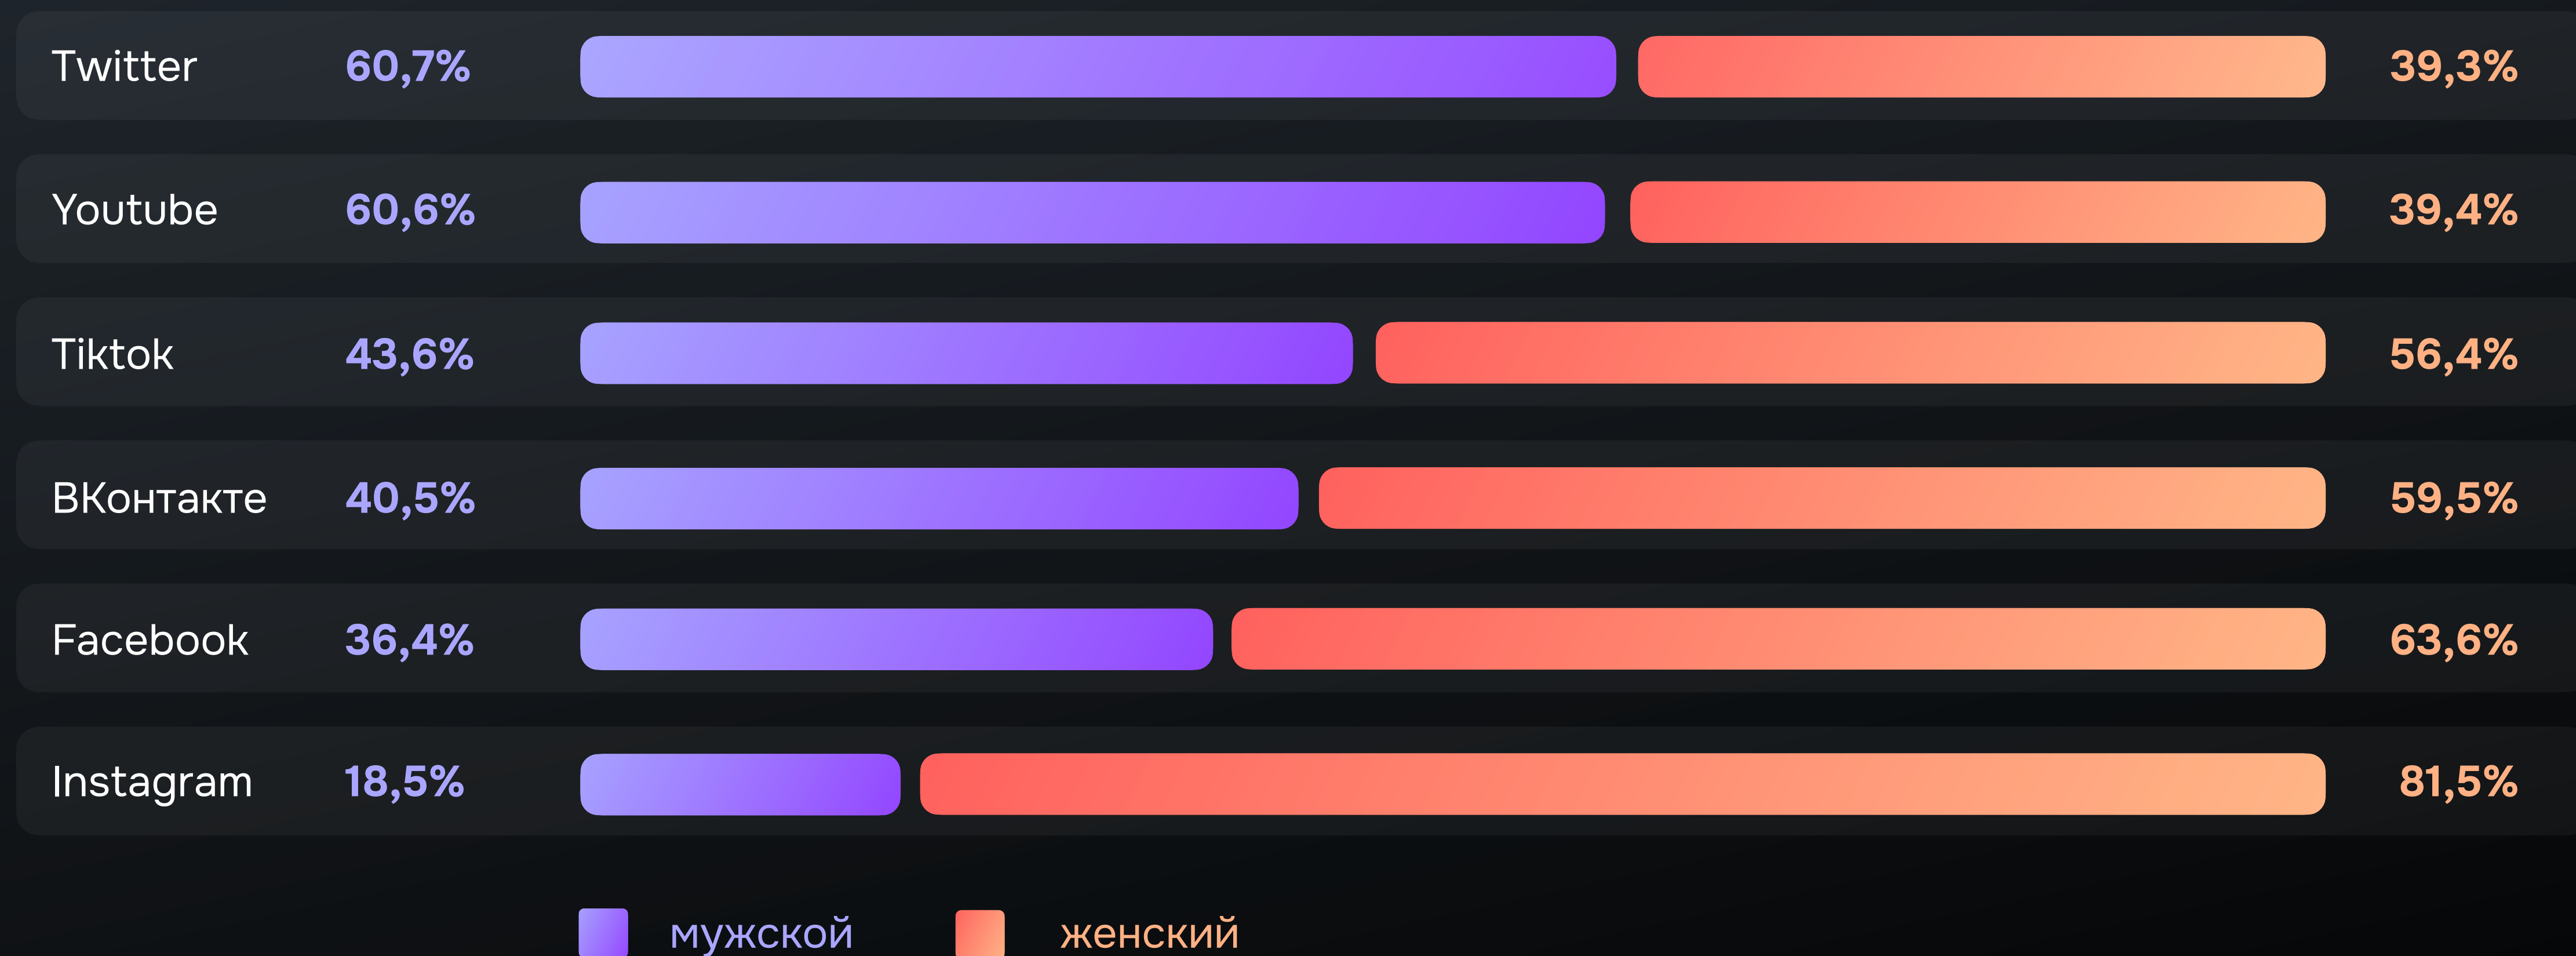 Twitter 60,7% 39,3%
Youtube 60,6% 39,4%
Tiktok 43,6% 56,4%
ВКонтакте 40,5% 59,5%
Facebook 36,4% 63,6%
Instagram 18,5% 81,5%
мужской женский